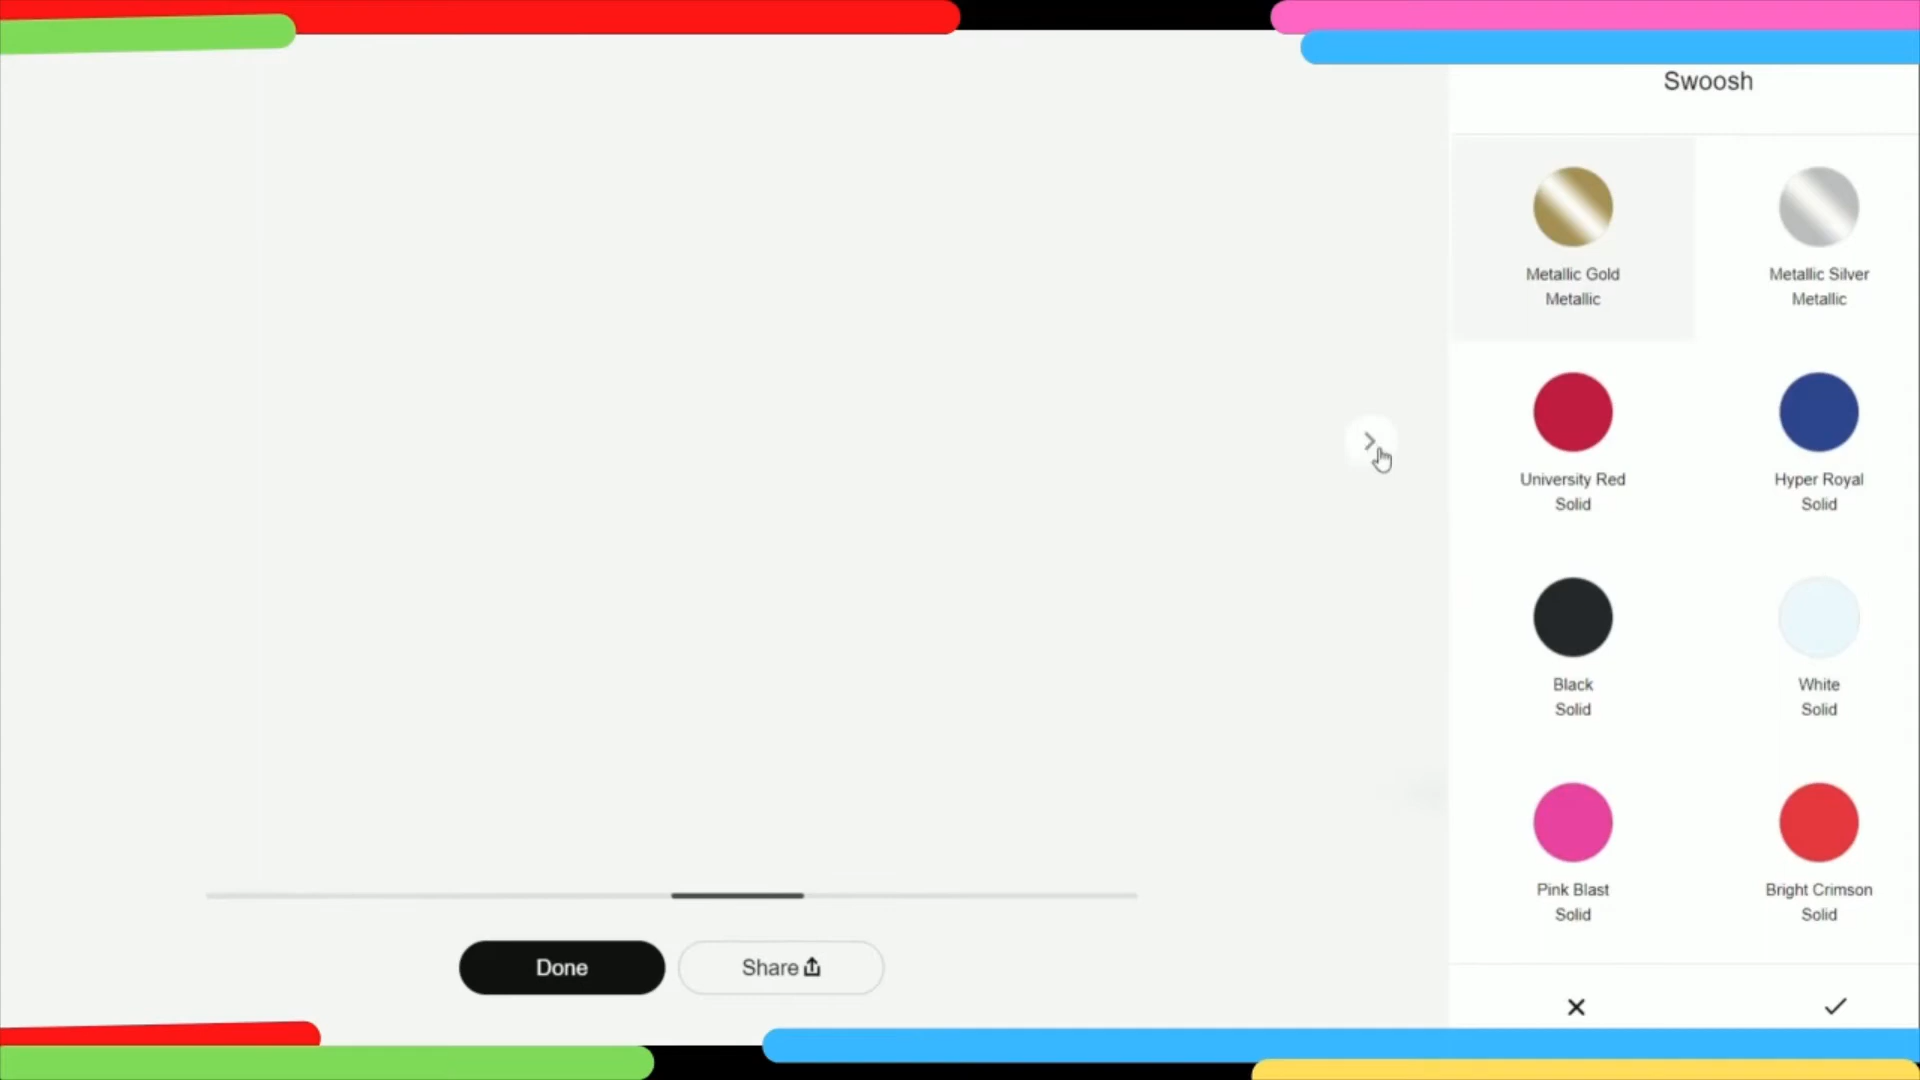 Swoosh
Metallic Gold
Metallic
Metallic Silver
Metallic
University Red
Solid
Hyper Royal
Solid
Black
Solid
White
Solid
Pink Blast
Solid
Bright Crimson
Solid
Done
Share